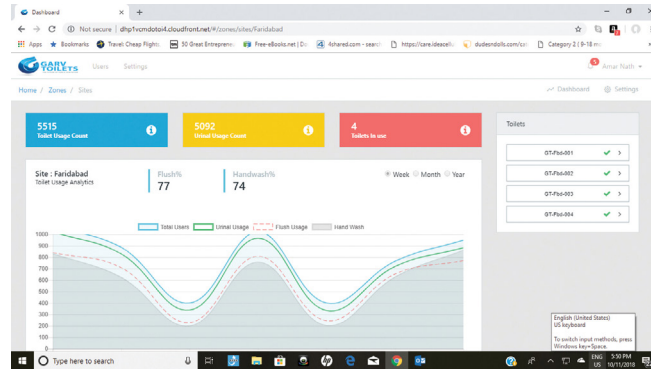 Dashboard
Not secure | dhp1vcmdotoi4.cloudfront.net/#/zones/sites/Faridabad
Apps Bookmarks Travel: Cheap Flights 50 Great Entreprene Free-eBooks.net | Do 4shared.com - search https://care.ideacellu dudesndolls.com/ Category 2 ( 9-18 m
GARV TOILETS Users Settings 5 Amar Nath
Home / Zones / Sites Dashboard Settings
5515
Toilet Usage Count
5092
Urinal Usage Count
4
Toilets in use
Toilets
GT-Fbd-001
GT-Fbd-002
GT-Fbd-003
GT-Fbd-004
Site : Faridabad
Toilet Usage Analytics
Flush%
77
Handwash%
74
Week Month Year
Total Users Urinal Usage Flush Usage Hand Wash
1000
900
800
700
600
500
400
300
200
100
0
English (United States)
US keyboard
To switch input methods, press
Windows key+Space.
Type here to search
ENG
US
5:50 PM
10/11/2018